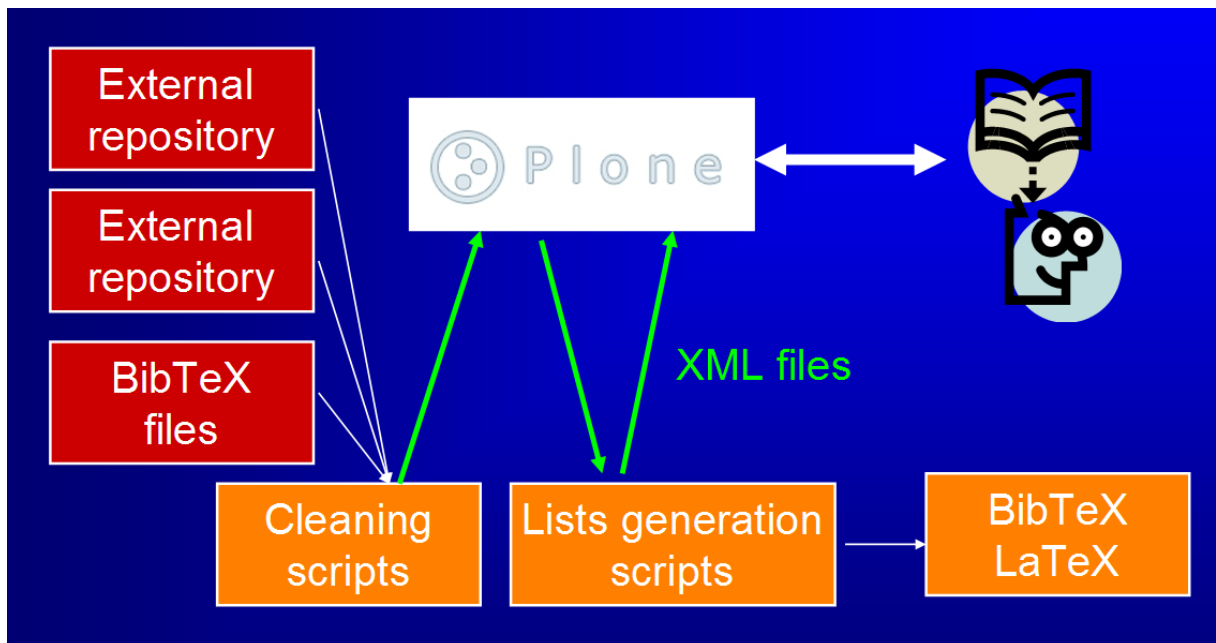 External
repository
External
repository
BibTeX
files
Plone
XML files
Cleaning
scripts
Lists generation
scripts
BibTeX
LaTeX